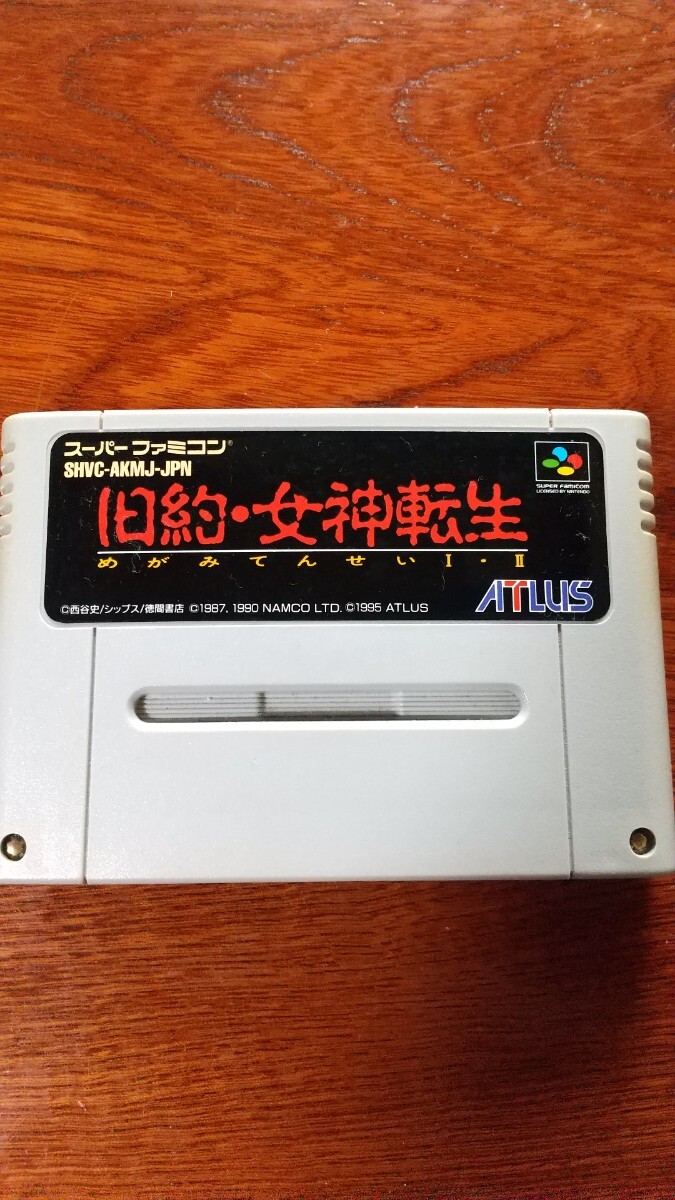 スーパーファミコン®
SHVC-AKMJ-JPN
旧約・女神転生
めがみてんせいⅠ・Ⅱ
SUPER FAMICOM
LICENSED BY NINTENDO
ATLUS
©西谷史/シップス/徳間書店 ©1987, 1990 NAMCO LTD. ©1995 ATLUS